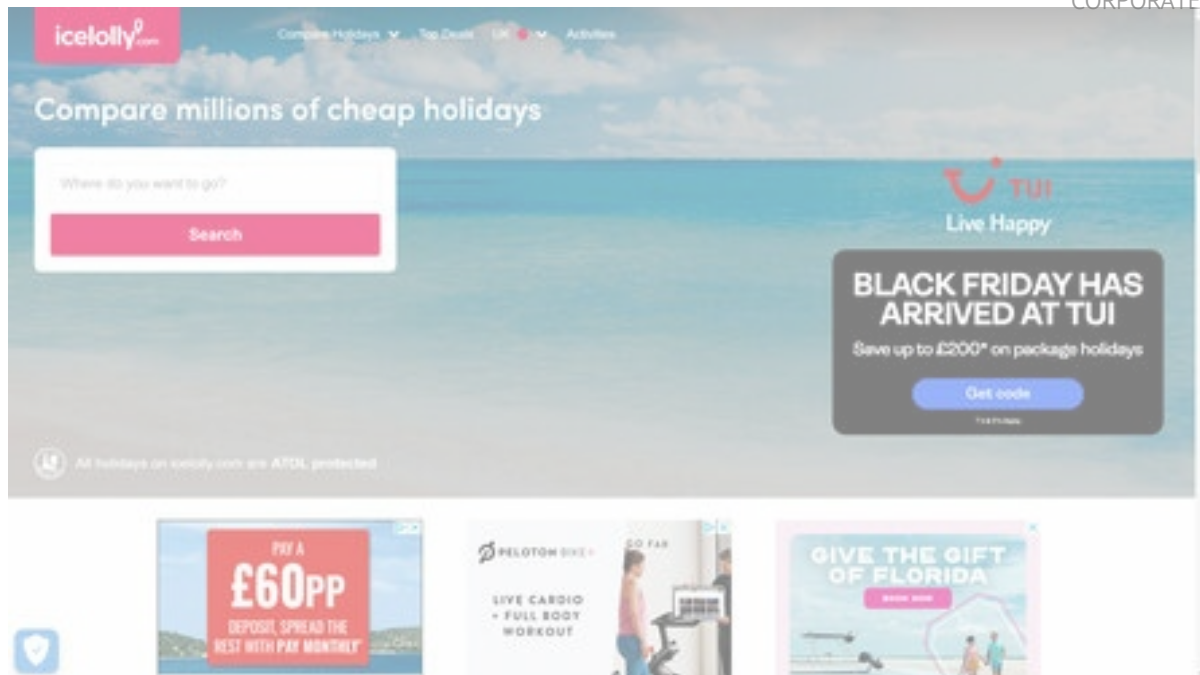 CORPORATE
icelolly.com
Compare Holidays Top Deals UK Activities
Compare millions of cheap holidays
Where do you want to go?
Search
TUI
Live Happy
BLACK FRIDAY HAS
ARRIVED AT TUI
Save up to £200* on package holidays
Get code
All holidays on icelolly.com are ATOL protected
PAY A
£60PP
DEPOSIT, SPREAD THE
REST WITH PAY MONTHLY*
PELOTON BIKE+
GO FAR
LIVE CARDIO
+ FULL BODY
WORKOUT
GIVE THE GIFT
OF FLORIDA
BOOK NOW